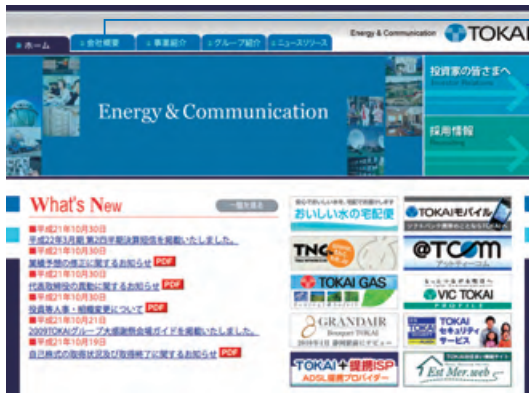 ホーム
会社概要
事業紹介
グループ紹介
ニュースリリース
Energy & Communication
TOKAI
Energy & Communication
投資家の皆さまへ
採用情報
What's New
一覧を見る
■平成21年10月30日
平成22年3月期 第2四半期決算短信を掲載いたしました。
■平成21年10月30日
業績予想の修正に関するお知らせ PDF
■平成21年10月30日
代表取締役の異動に関するお知らせ PDF
■平成21年10月30日
役員等人事・組織変更について PDF
■平成21年10月21日
2009TOKAIグループ大感謝祭会場ガイドを掲載いたしました。
■平成21年10月19日
自己株式の取得状況及び取得終了に関するお知らせ PDF
おいしい水の宅配便
TOKAIモバイル
TNC
@TCOM
アットティーコム
TOKAI GAS
VIC TOKAI
PROFILE
GRANDAIR
Bouquet TOKAI
TOKAI
セキュリティ
サービス
TOKAI+提携ISP
ADSL提携プロバイダー
Est Mer.web